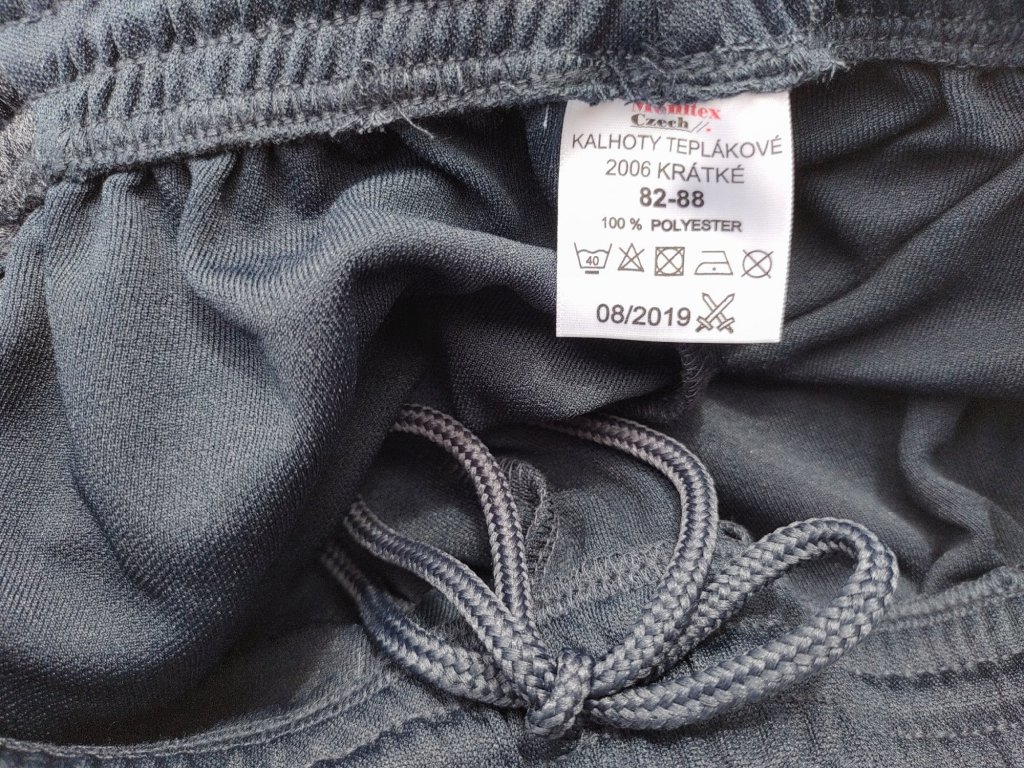 Czech
KALHOTY TEPLÁKOVÉ
2006 KRÁTKÉ
82-88
100 % POLYESTER
40
08/2019